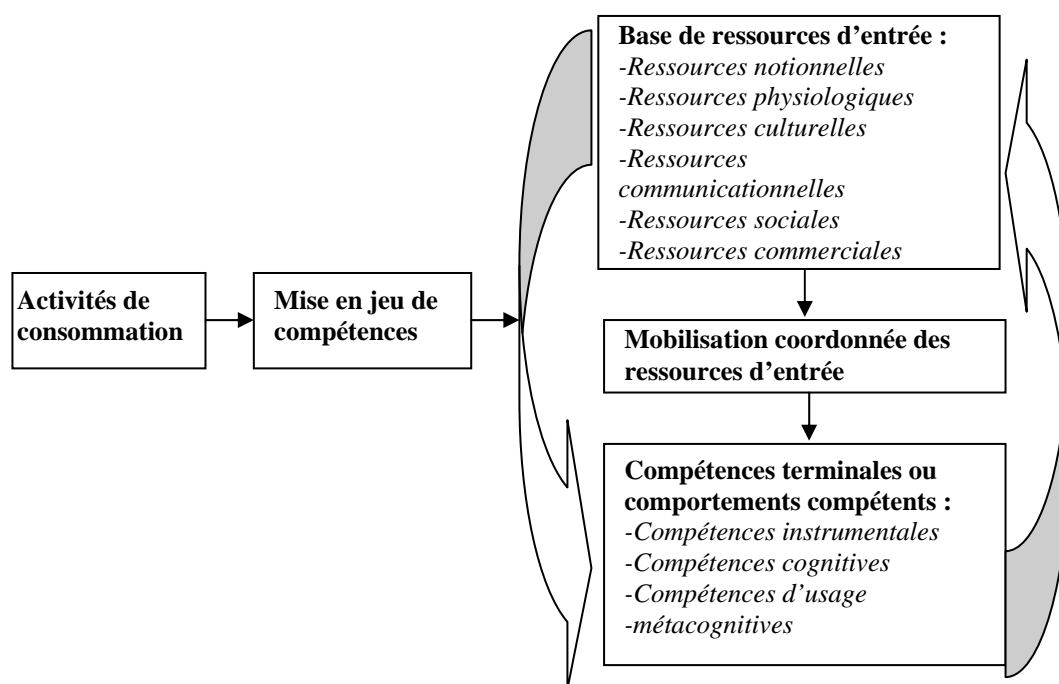 Base de ressources d’entrée :
-Ressources notionnelles
-Ressources physiologiques
-Ressources culturelles
-Ressources
communicationnelles
-Ressources sociales
-Ressources commerciales
Activités de
consommation
Mise en jeu de
compétences
Mobilisation coordonnée des
ressources d’entrée
Compétences terminales ou
comportements compétents :
-Compétences instrumentales
-Compétences cognitives
-Compétences d’usage
-métacognitives